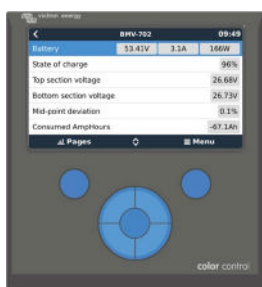 victron energy
BMV-702 09:49
Battery 53.41V 3.1A 166W
State of charge 96%
Top section voltage 26.68V
Bottom section voltage 26.73V
Mid-point deviation 0.1%
Consumed AmpHours -67.1Ah
Pages Menu
color control